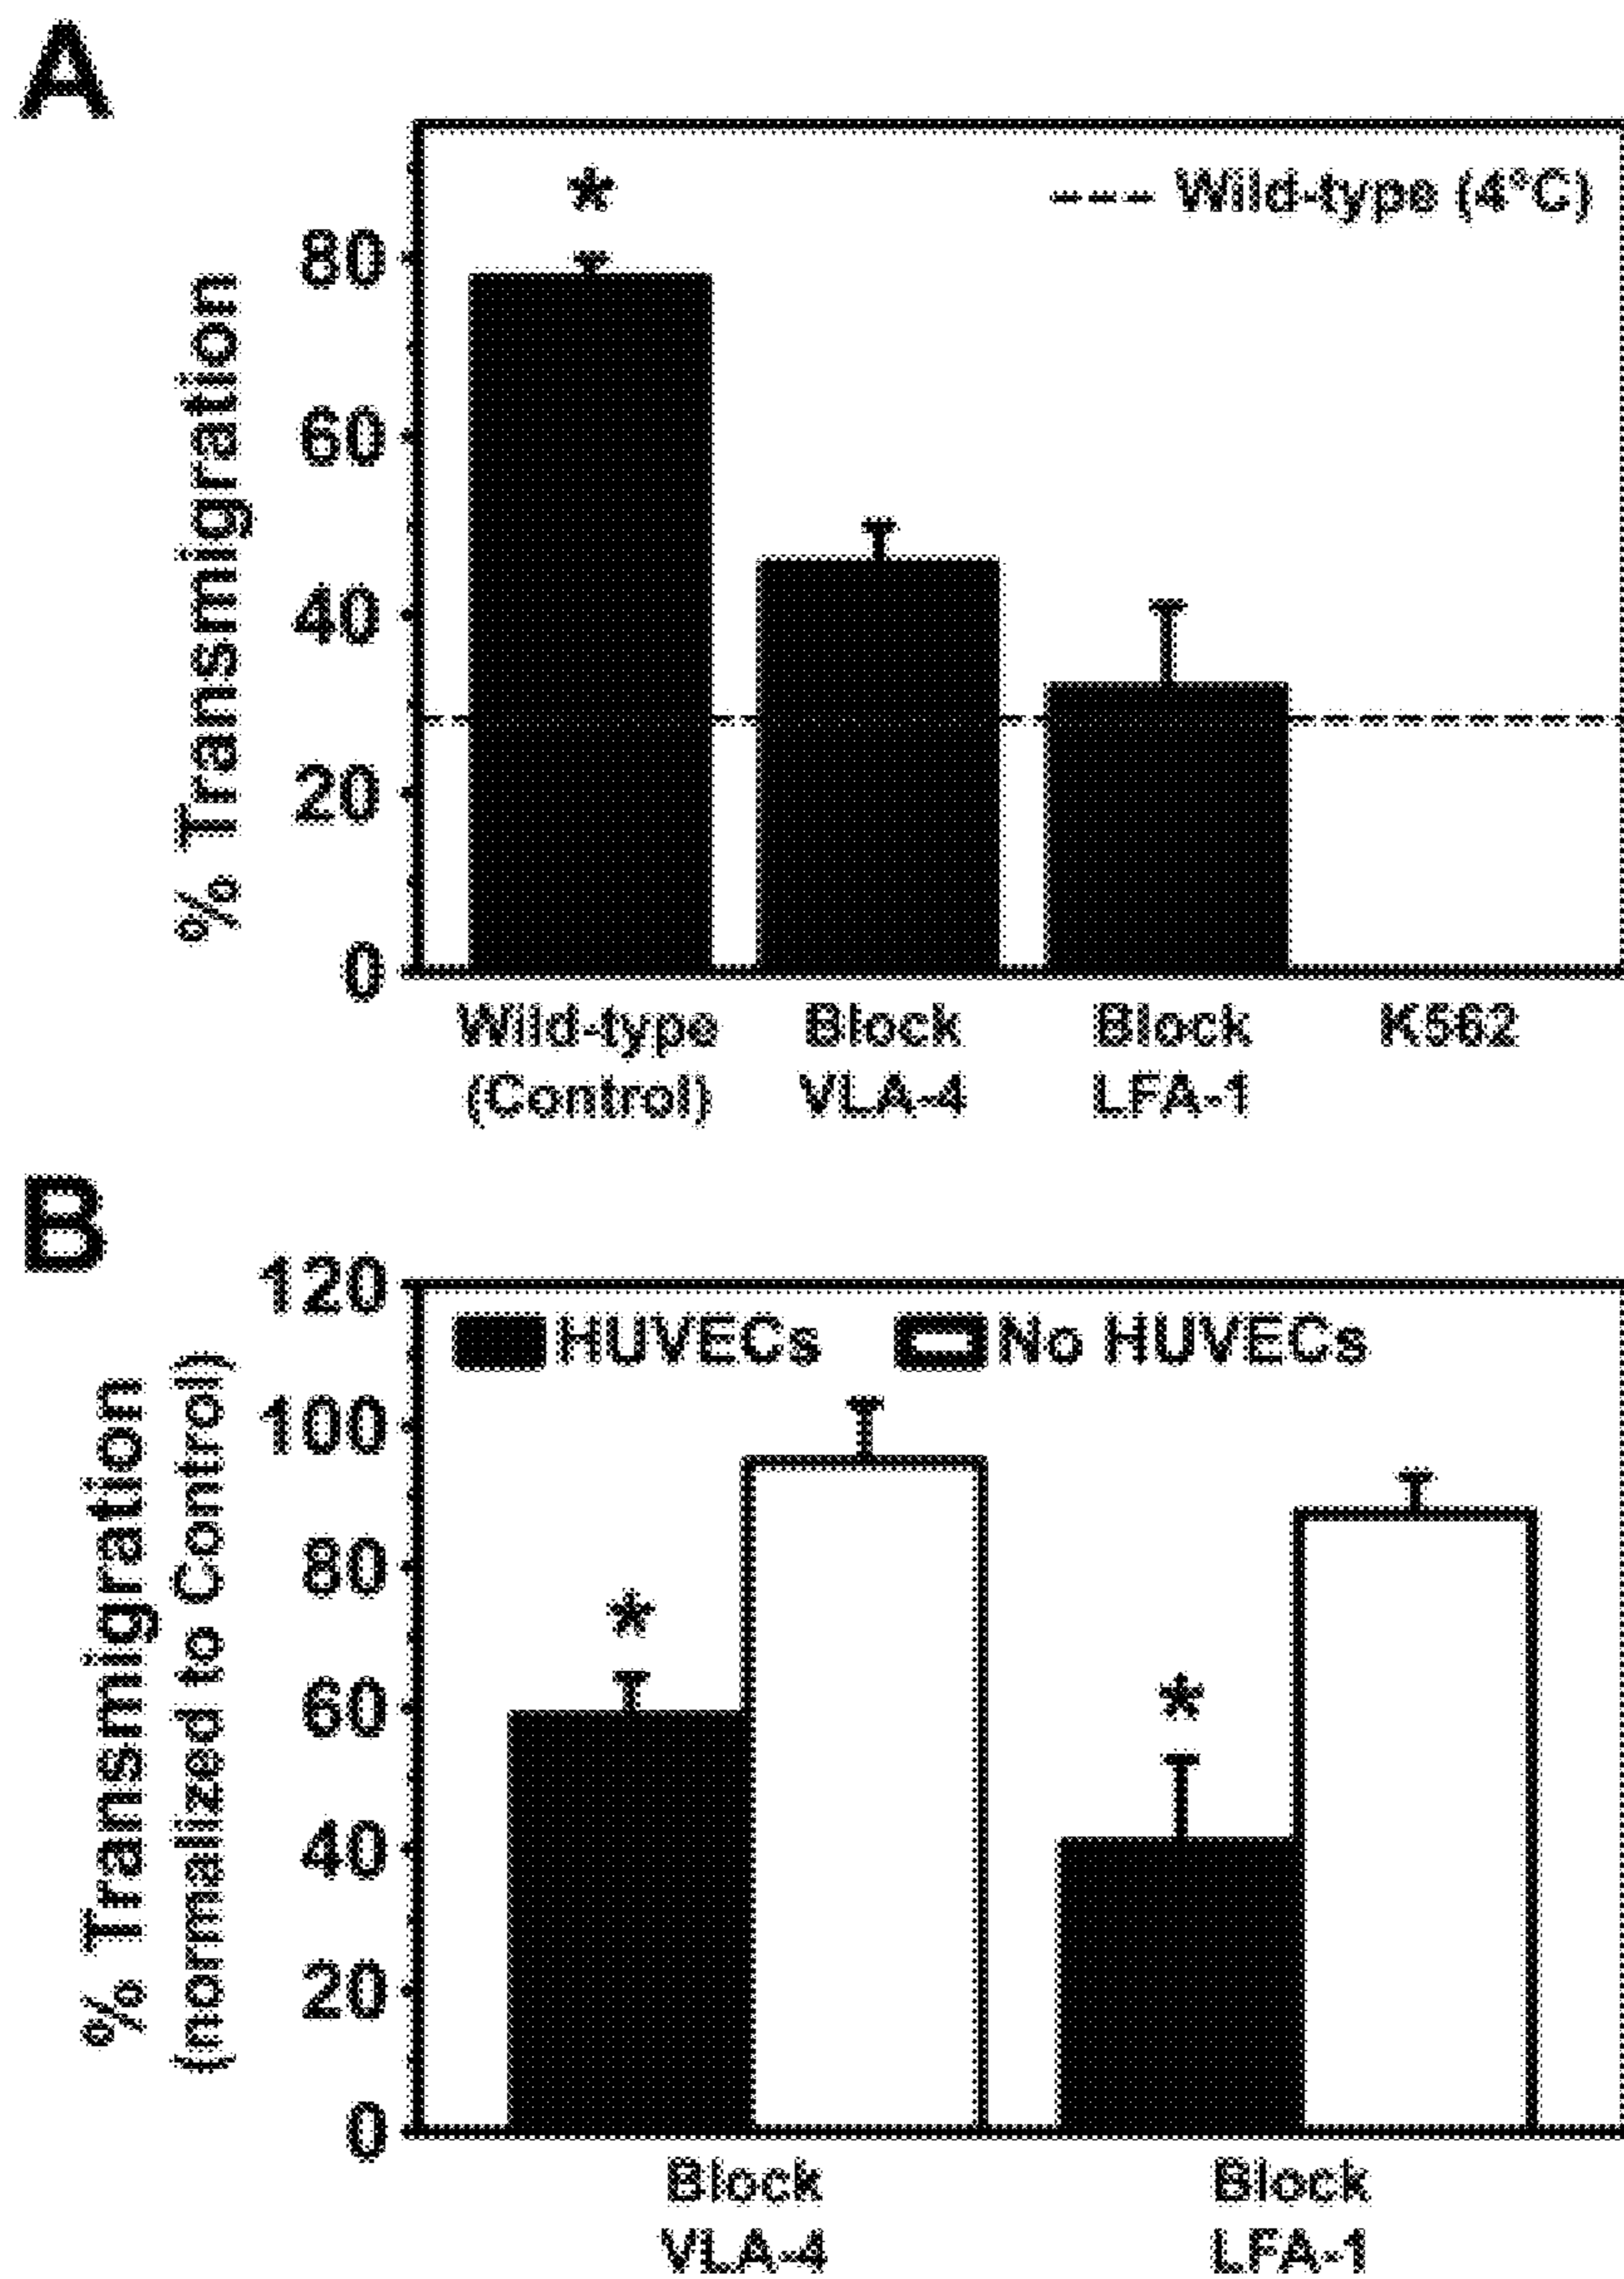 A
* --- Wild-type (4°C)
% Transmigration
80
60
40
20
0
Wild-type Block Block K562
(Control) VLA-4 LFA-1
B
% Transmigration
(normalized to Control)
120
100
80
60
40
20
0
HUVECs No HUVECs
*
*
Block Block
VLA-4 LFA-1